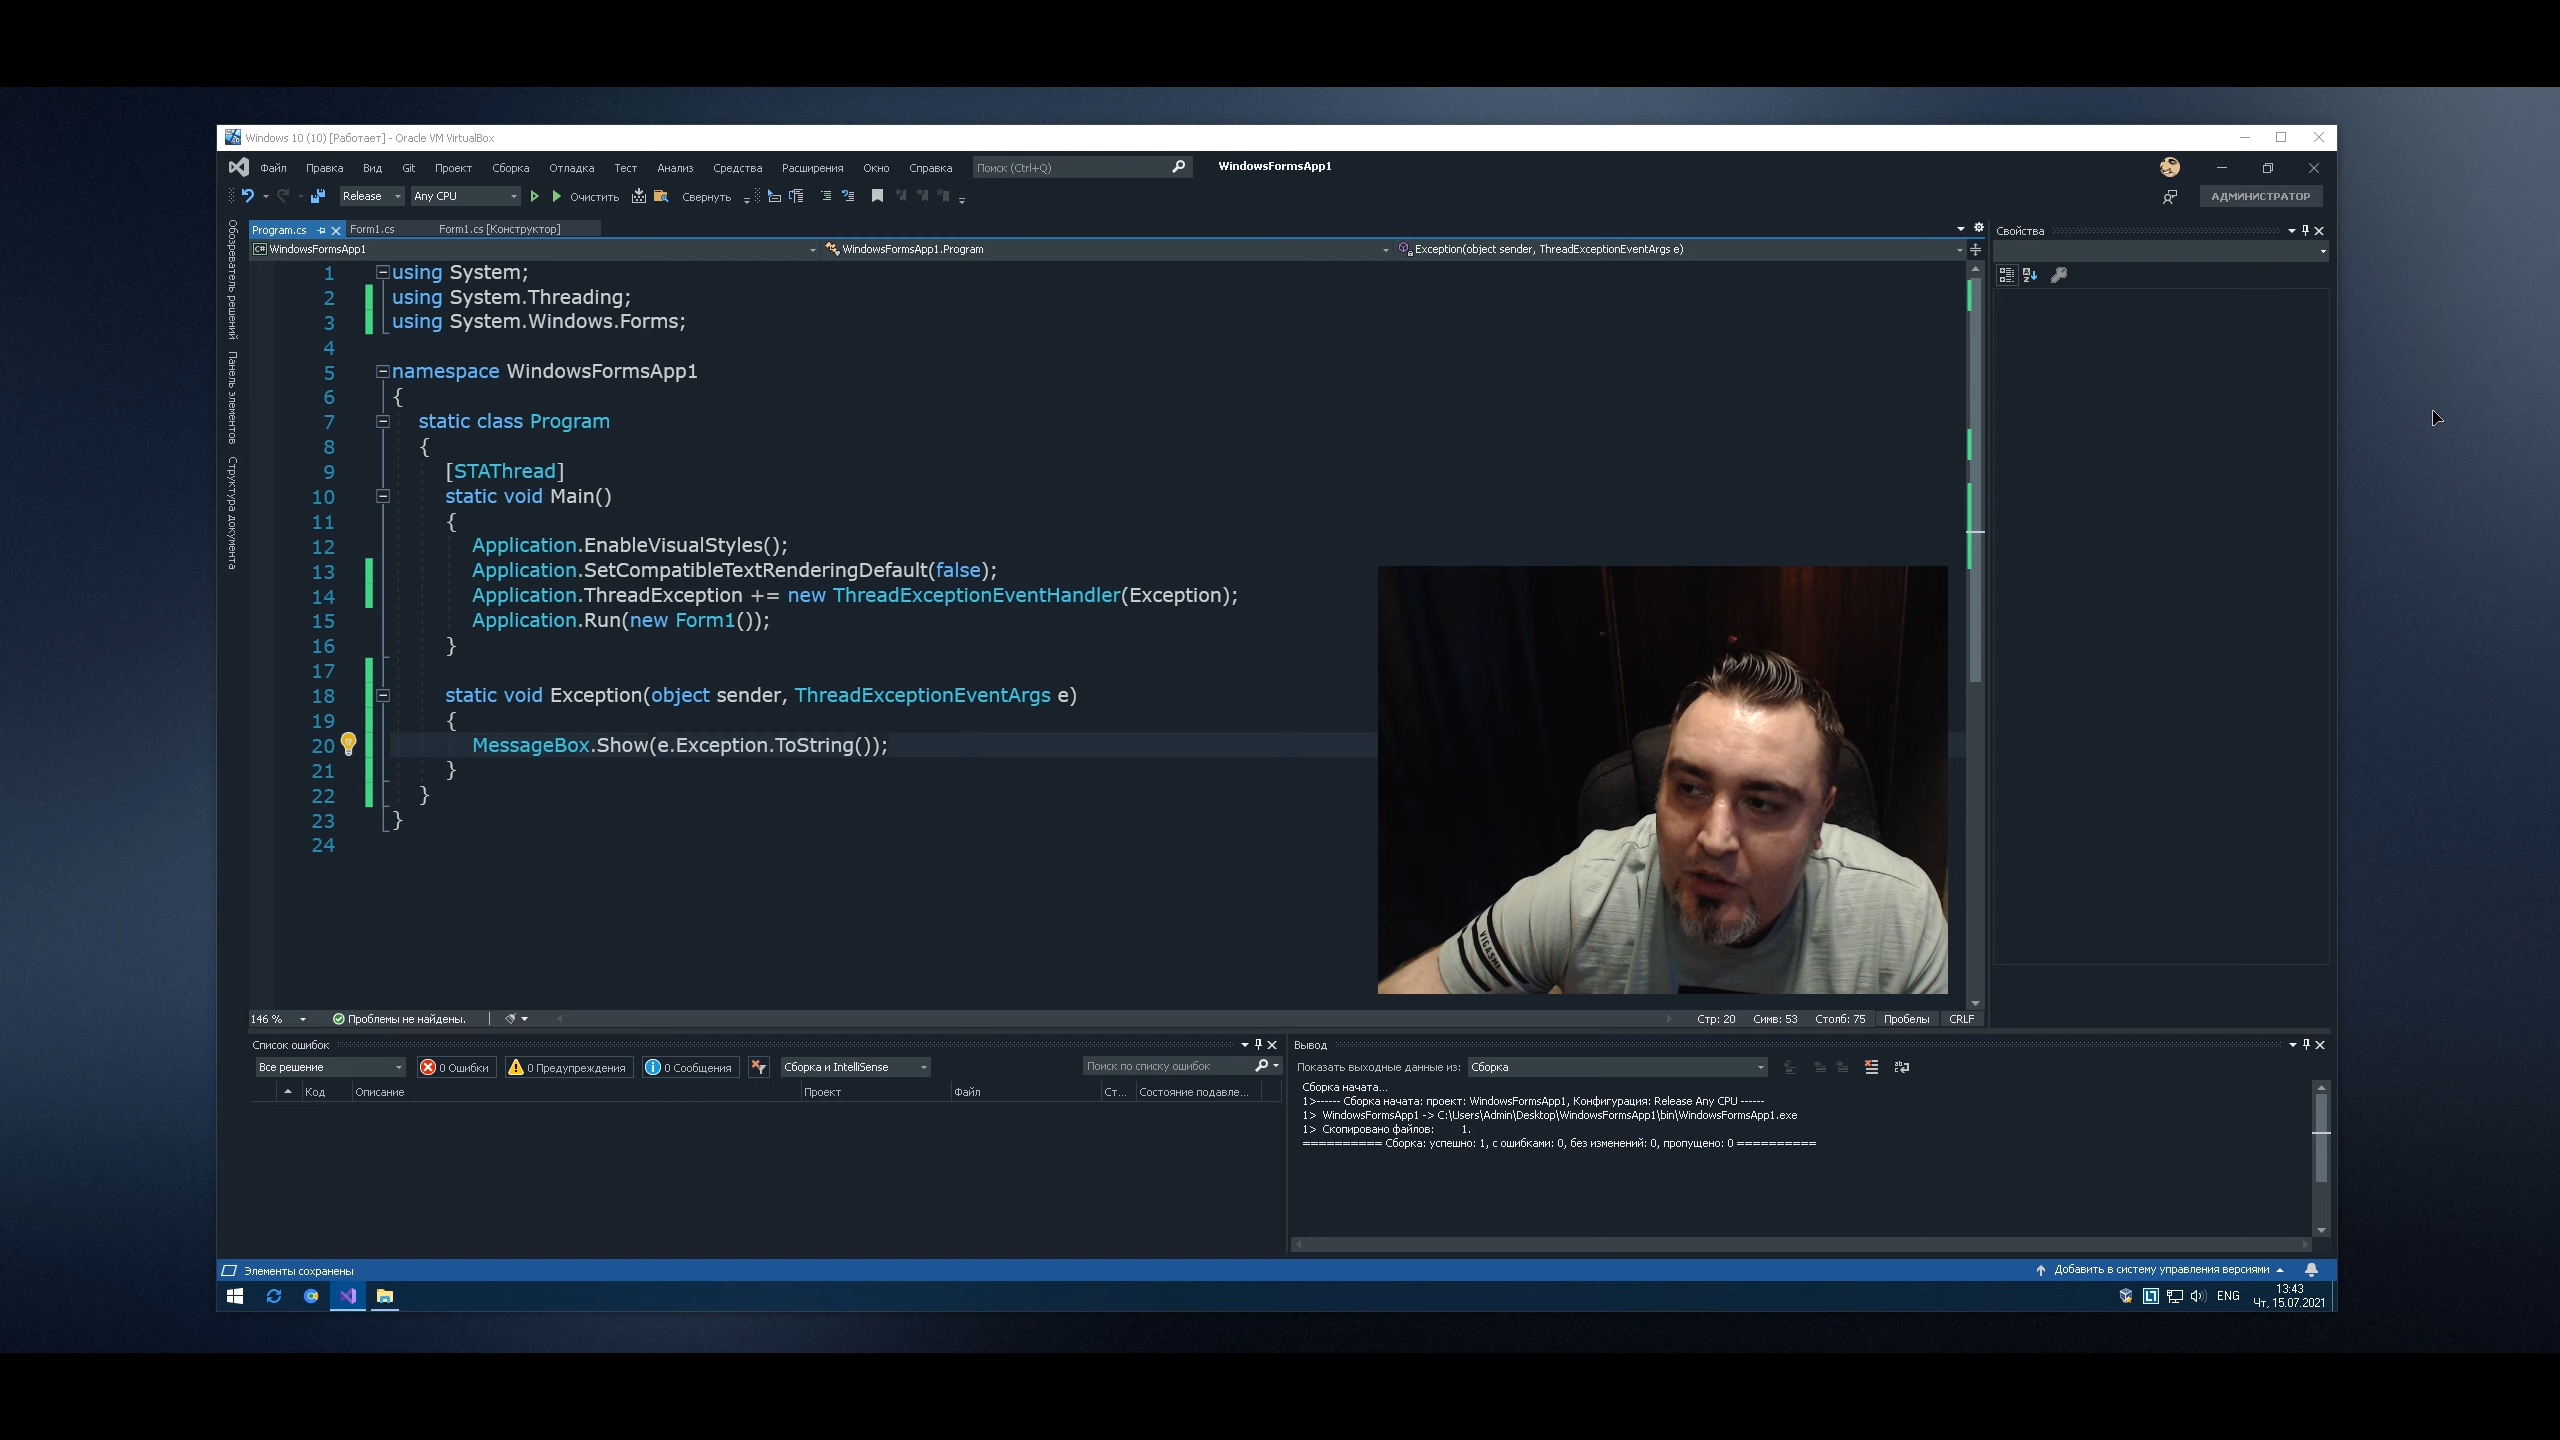 Windows 10 (10) [Работает] - Oracle VM VirtualBox
Файл Правка Вид Git Проект Сборка Отладка Тест Анализ Средства Расширения Окно Справка Поиск (Ctrl+Q) WindowsFormsApp1
Release Any CPU Очистить Свернуть АДМИНИСТРАТОР
Обозреватель решений
Панель элементов
Структура документа
Program.cs Form1.cs Form1.cs [Конструктор]
WindowsFormsApp1 WindowsFormsApp1.Program Exception(object sender, ThreadExceptionEventArgs e)
Свойства
1 using System;
2 using System.Threading;
3 using System.Windows.Forms;
4
5 namespace WindowsFormsApp1
6 {
7 static class Program
8 {
9 [STAThread]
10 static void Main()
11 {
12 Application.EnableVisualStyles();
13 Application.SetCompatibleTextRenderingDefault(false);
14 Application.ThreadException += new ThreadExceptionEventHandler(Exception);
15 Application.Run(new Form1());
16 }
17
18 static void Exception(object sender, ThreadExceptionEventArgs e)
19 {
20 MessageBox.Show(e.Exception.ToString());
21 }
22 }
23 }
24
146 % Проблемы не найдены. Стр: 20 Симв: 53 Столб: 75 Пробелы CRLF
Список ошибок
Все решение 0 Ошибки 0 Предупреждения 0 Сообщения Сборка и IntelliSense Поиск по списку ошибок
Код Описание Проект Файл Ст... Состояние подавле...
Вывод
Показать выходные данные из: Сборка
Сборка начата...
1>------ Сборка начата: проект: WindowsFormsApp1, Конфигурация: Release Any CPU ------
1> WindowsFormsApp1 -> C:\Users\Admin\Desktop\WindowsFormsApp1\bin\WindowsFormsApp1.exe
1> Скопировано файлов: 1.
========== Сборка: успешно: 1, с ошибками: 0, без изменений: 0, пропущено: 0 ==========
Элементы сохранены Добавить в систему управления версиями
ENG 13:43
Чт, 15.07.2021